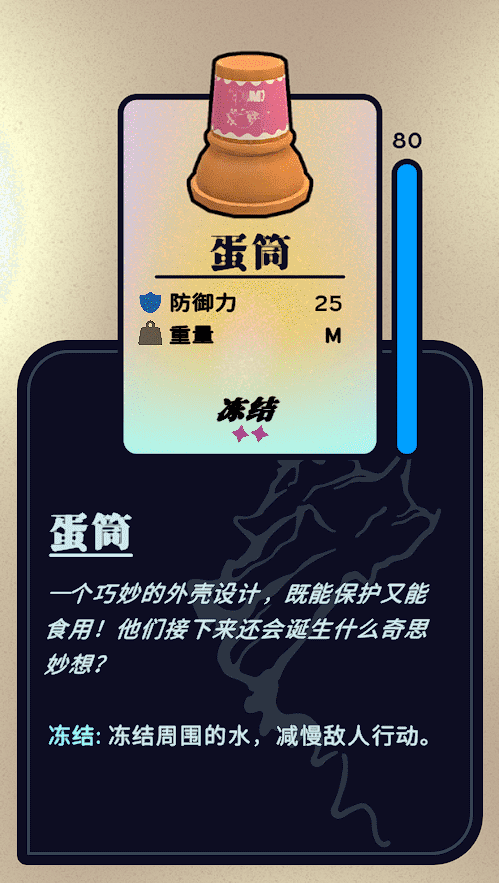 80
蛋筒
防御力 25
重量 M
冻结
蛋筒
一个巧妙的外壳设计，既能保护又能
食用！他们接下来还会诞生什么奇思
妙想？
冻结: 冻结周围的水，减慢敌人行动。